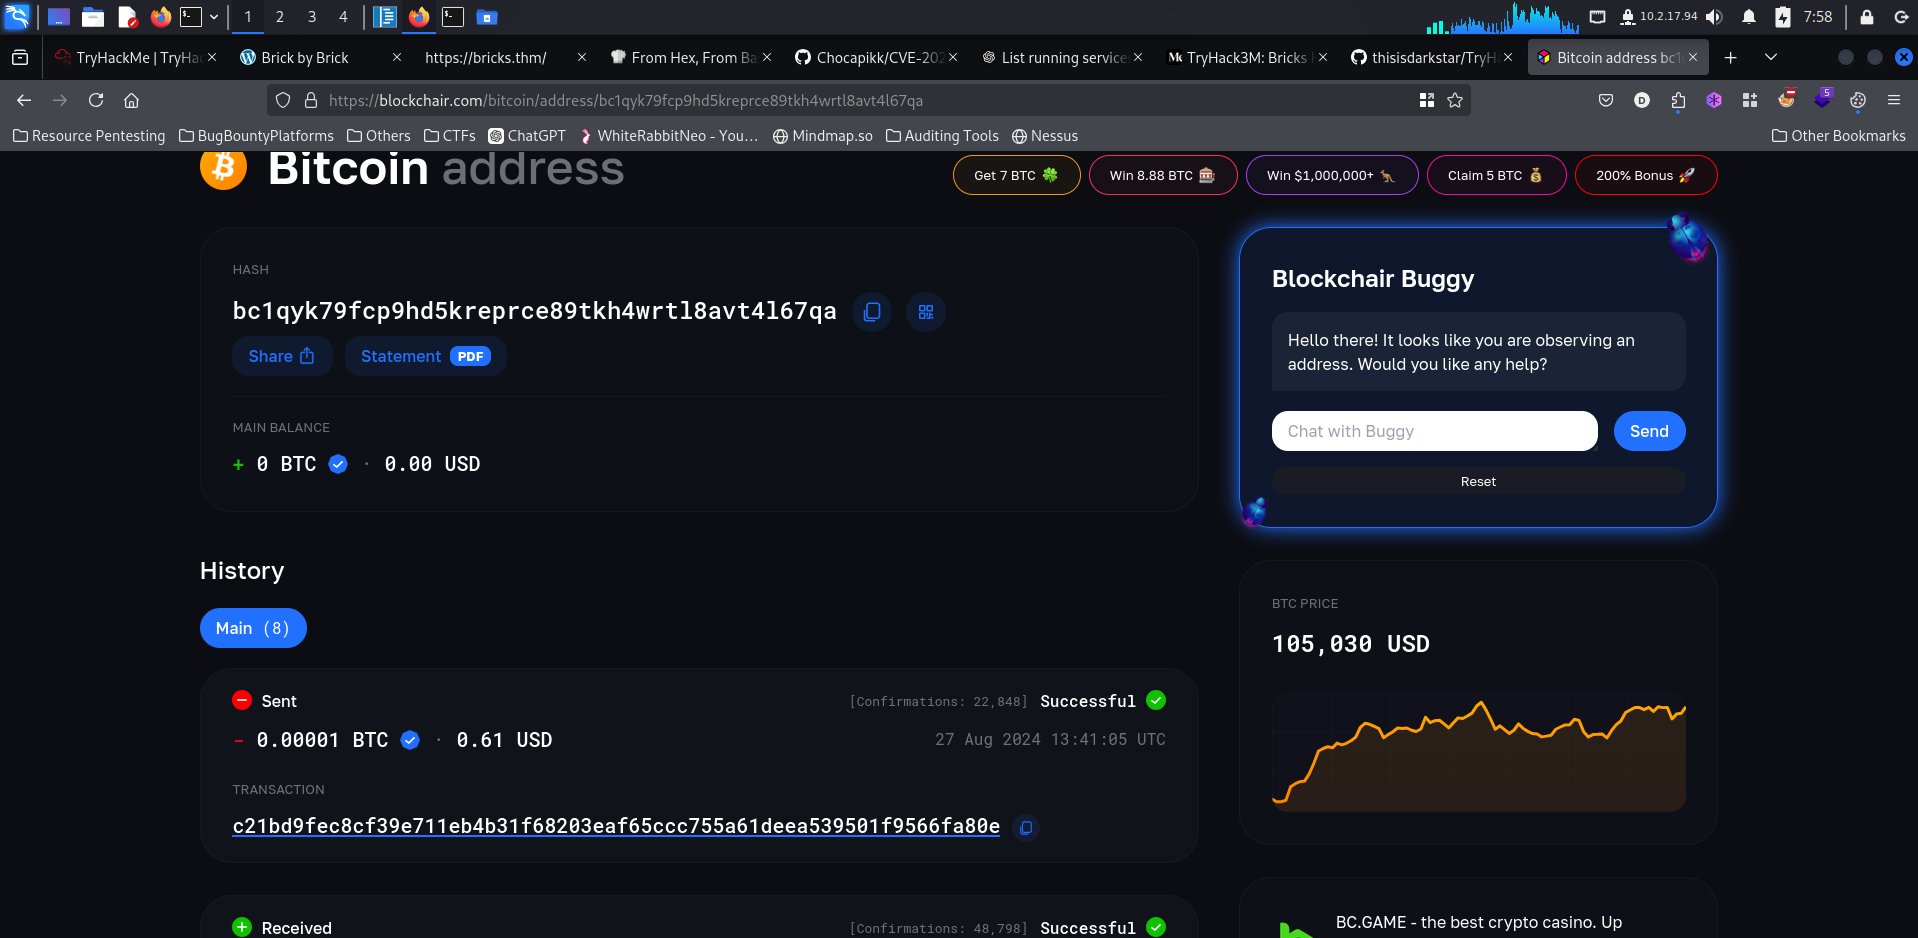 1 2 3 4 10.2.17.94 7:58
TryHackMe | TryHa Brick by Brick https://bricks.thm/ From Hex, From Ba Chocapikk/CVE-202 List running service TryHack3M: Bricks thisisdarkstar/TryH Bitcoin address bc1
https://blockchair.com/bitcoin/address/bc1qyk79fcp9hd5kreprce89tkh4wrtl8avt4l67qa 5
Resource Pentesting BugBountyPlatforms Others CTFs ChatGPT WhiteRabbitNeo - You… Mindmap.so Auditing Tools Nessus Other Bookmarks
Bitcoin address
Get 7 BTC 🍀 Win 8.88 BTC 🎰 Win $1,000,000+ 🦘 Claim 5 BTC 💰 200% Bonus 🚀
HASH
bc1qyk79fcp9hd5kreprce89tkh4wrtl8avt4l67qa
Share Statement PDF
MAIN BALANCE
+ 0 BTC · 0.00 USD
Blockchair Buggy
Hello there! It looks like you are observing an
address. Would you like any help?
Chat with Buggy Send
Reset
History
Main (8)
Sent [Confirmations: 22,848] Successful
- 0.00001 BTC · 0.61 USD 27 Aug 2024 13:41:05 UTC
TRANSACTION
c21bd9fec8cf39e711eb4b31f68203eaf65ccc755a61deea539501f9566fa80e
Received [Confirmations: 48,798] Successful
BTC PRICE
105,030 USD
BC.GAME - the best crypto casino. Up